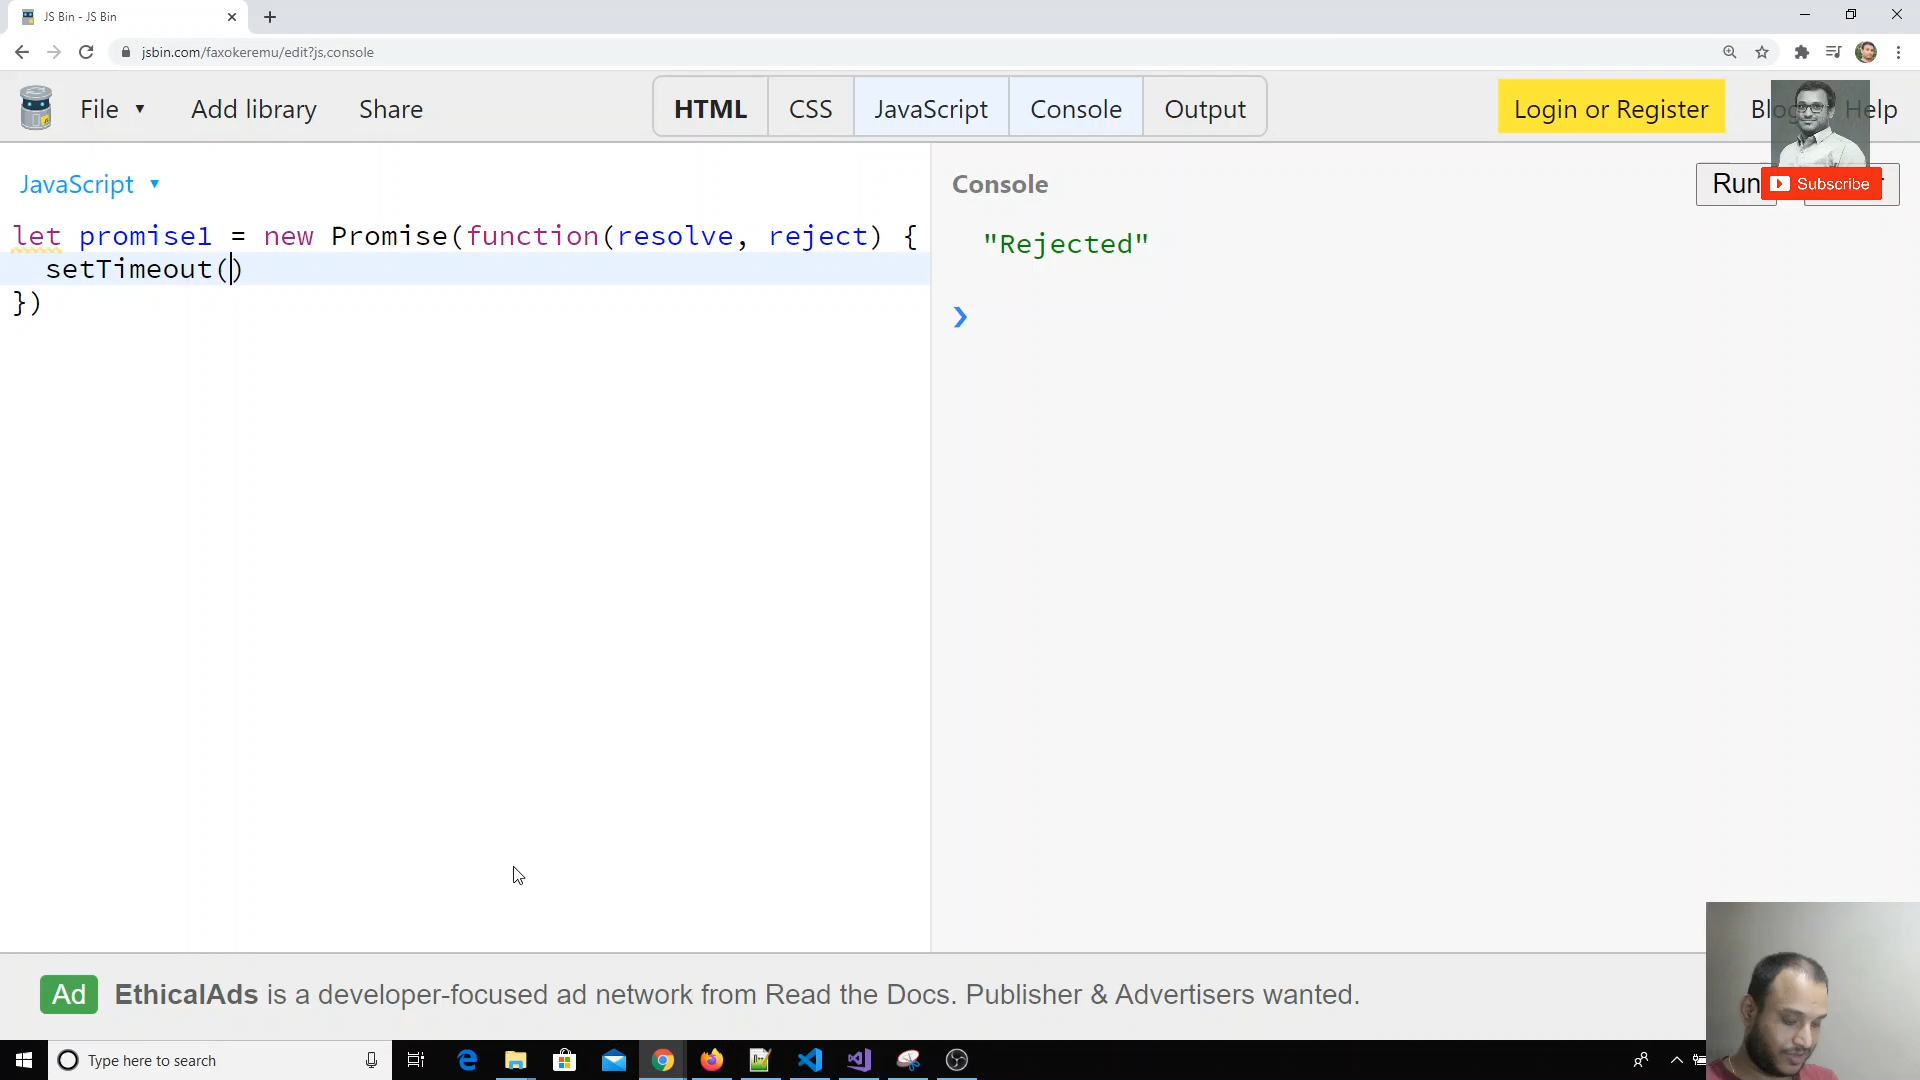 JS Bin - JS Bin
jsbin.com/faxokeremu/edit?js,console
File ▼ Add library Share HTML CSS JavaScript Console Output Login or Register Help
JavaScript ▼
Console
Run
Subscribe
let promise1 = new Promise(function(resolve, reject) {
setTimeout()
})
"Rejected"
Ad EthicalAds is a developer-focused ad network from Read the Docs. Publisher & Advertisers wanted.
Type here to search